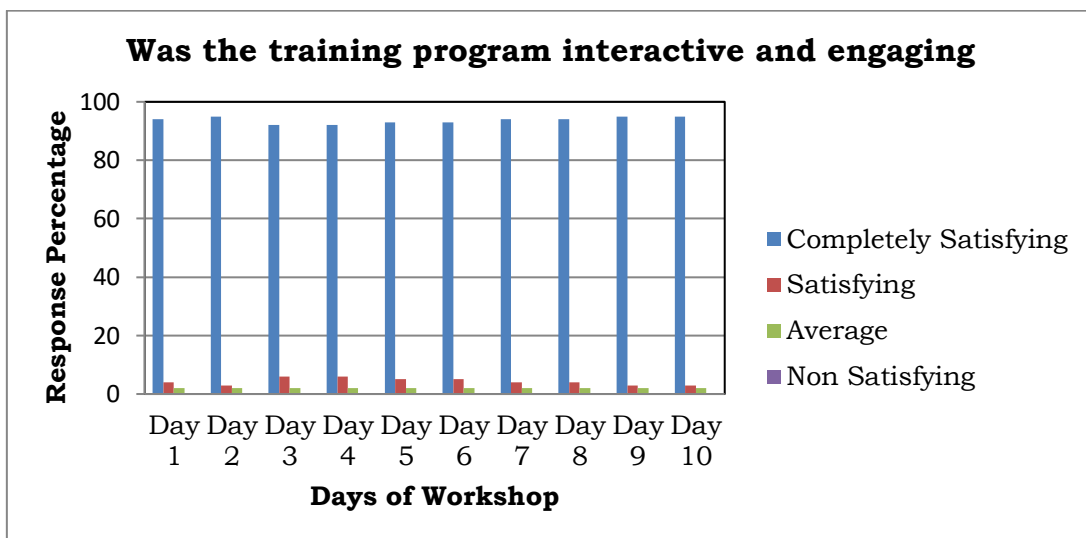 Was the training program interactive and engaging
Response Percentage
100
80
60
40
20
0
Day Day Day Day Day Day Day Day Day Day
1 2 3 4 5 6 7 8 9 10
Days of Workshop
Completely Satisfying
Satisfying
Average
Non Satisfying